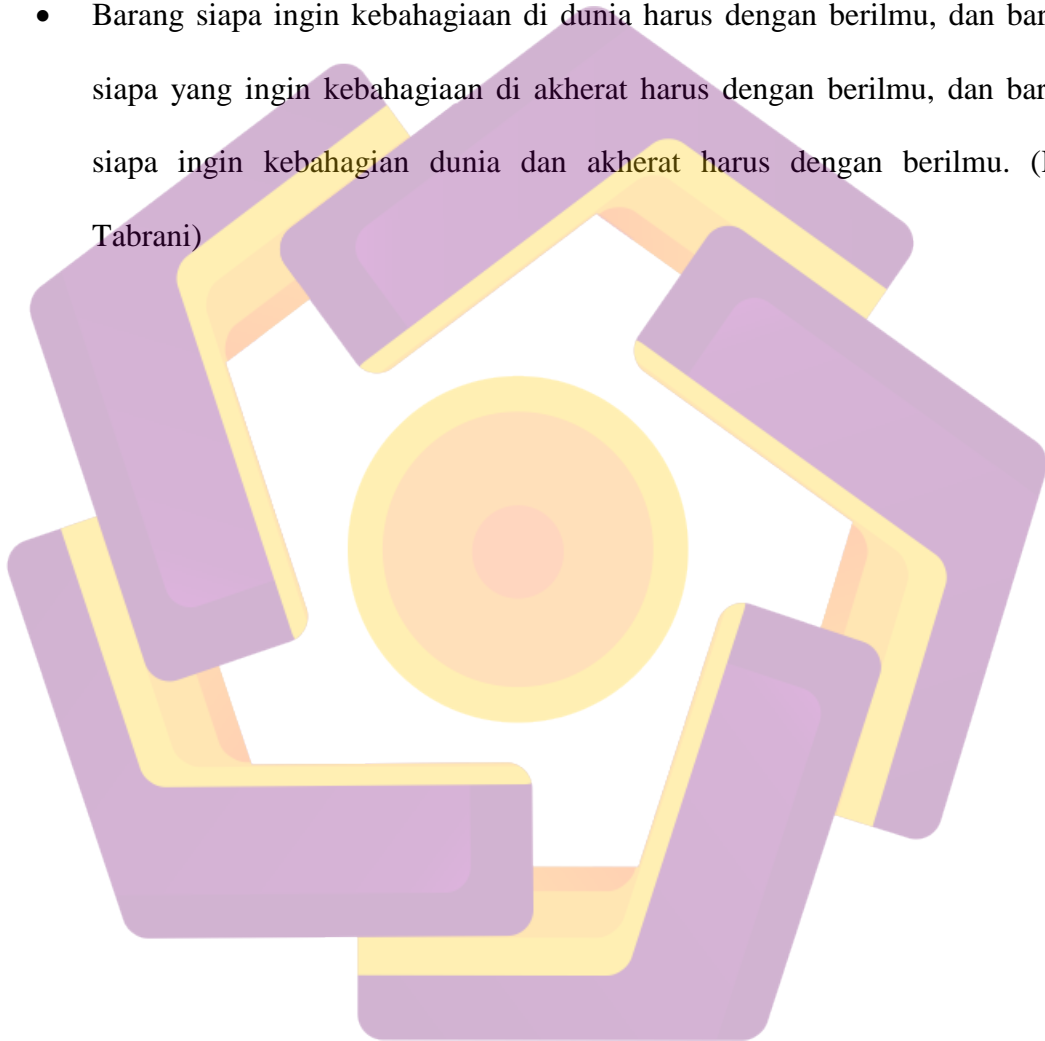 • Barang siapa ingin kebahagiaan di dunia harus dengan berilmu, dan bar
siapa yang ingin kebahagiaan di akherat harus dengan berilmu, dan bar
siapa ingin kebahagian dunia dan akherat harus dengan berilmu. (
Tabrani)